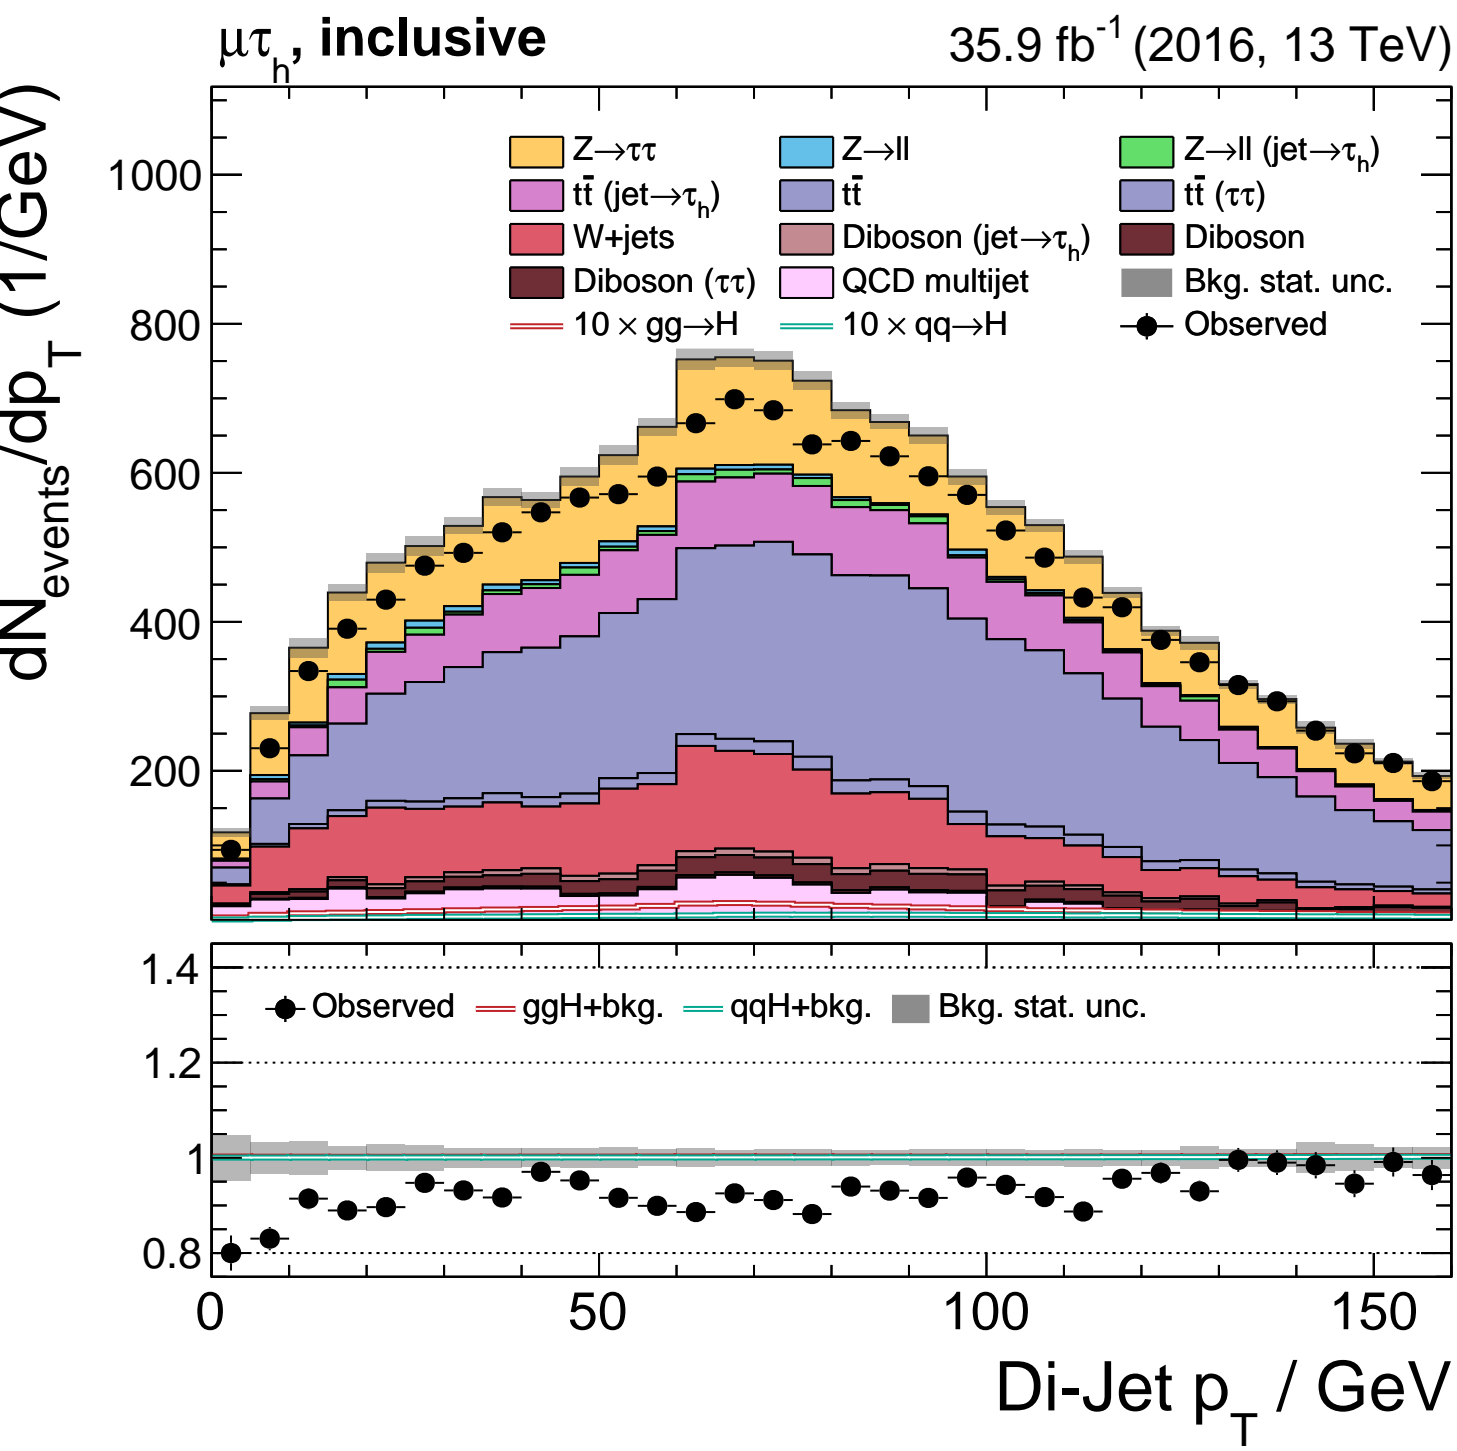 μτh, inclusive
35.9 fb-1 (2016, 13 TeV)
dNevents/dpT (1/GeV)
1000
800
600
400
200
Z→ττ
Z→ll
Z→ll (jet→τh)
tt̄ (jet→τh)
tt̄
tt̄ (ττ)
W+jets
Diboson (jet→τh)
Diboson
Diboson (ττ)
QCD multijet
Bkg. stat. unc.
10 × gg→H
10 × qq→H
Observed
1.4
1.2
1
0.8
Observed
ggH+bkg.
qqH+bkg.
Bkg. stat. unc.
0
50
100
150
Di-Jet pT / GeV